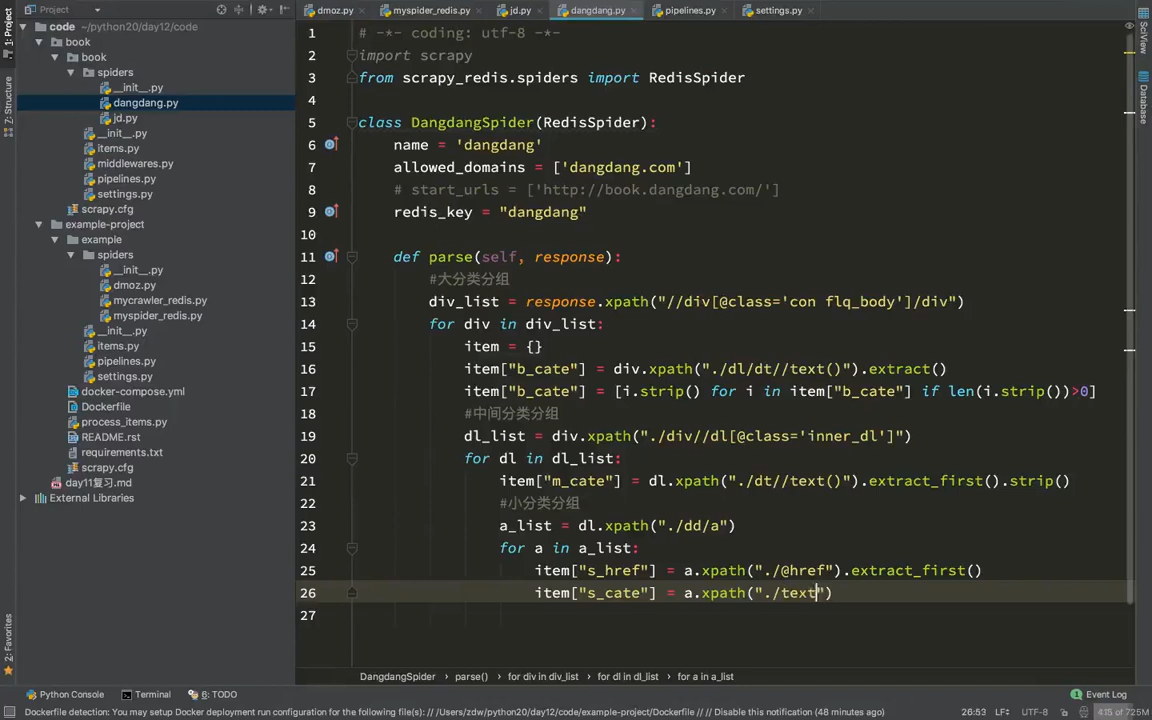 Project
code ~/python20/day12/code
book
book
spiders
__init__.py
dangdang.py
jd.py
__init__.py
items.py
middlewares.py
pipelines.py
settings.py
scrapy.cfg
example-project
example
spiders
__init__.py
dmoz.py
mycrawler_redis.py
myspider_redis.py
__init__.py
items.py
pipelines.py
settings.py
docker-compose.yml
Dockerfile
process_items.py
README.rst
requirements.txt
scrapy.cfg
day11复习.md
External Libraries
1: Project
7: Structure
2: Favorites
dmoz.py myspider_redis.py jd.py dangdang.py pipelines.py settings.py
1 # -*- coding: utf-8 -*-
2 import scrapy
3 from scrapy_redis.spiders import RedisSpider
4
5 class DangdangSpider(RedisSpider):
6 name = 'dangdang'
7 allowed_domains = ['dangdang.com']
8 # start_urls = ['http://book.dangdang.com/']
9 redis_key = "dangdang"
10
11 def parse(self, response):
12 #大分类分组
13 div_list = response.xpath("//div[@class='con flq_body']/div")
14 for div in div_list:
15 item = {}
16 item["b_cate"] = div.xpath("./dl/dt//text()").extract()
17 item["b_cate"] = [i.strip() for i in item["b_cate"] if len(i.strip())>0]
18 #中间分类分组
19 dl_list = div.xpath("./div//dl[@class='inner_dl']")
20 for dl in dl_list:
21 item["m_cate"] = dl.xpath("./dt//text()").extract_first().strip()
22 #小分类分组
23 a_list = dl.xpath("./dd/a")
24 for a in a_list:
25 item["s_href"] = a.xpath("./@href").extract_first()
26 item["s_cate"] = a.xpath("./text")
27
SciView
Database
DangdangSpider parse() for div in div_list for dl in dl_list for a in a_list
Python Console Terminal 6: TODO Event Log
Dockerfile detection: You may setup Docker deployment run configuration for the following file(s): // /Users/zdw/python20/day12/code/example-project/Dockerfile // // Disable this notification (48 minutes ago) 26:53 LF÷ UTF-8 415 of 725M